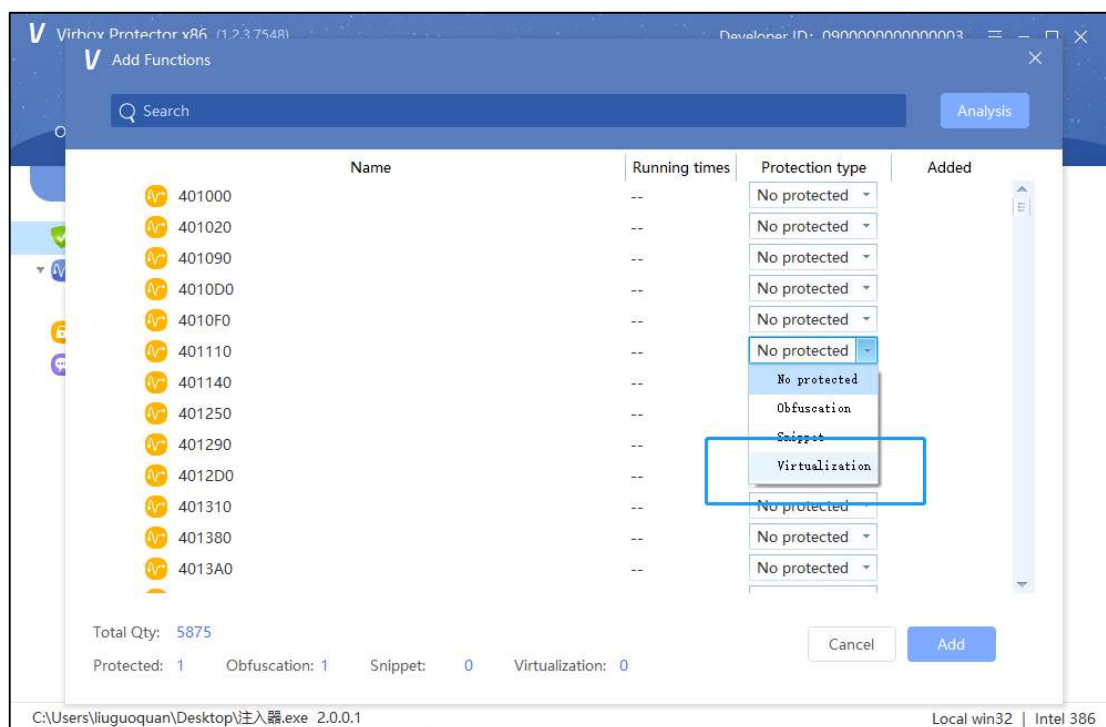 Virbox Protector x86 (1.2.3.7548) Developer ID: 0900000000000003
Add Functions
Search Analysis
Name Running times Protection type Added
401000 -- No protected
401020 -- No protected
401090 -- No protected
4010D0 -- No protected
4010F0 -- No protected
401110 -- No protected
401140 -- No protected
401250 -- Obfuscation
401290 -- Snippet
4012D0 -- Virtualization
401310 -- No protected
401380 -- No protected
4013A0 -- No protected
Total Qty: 5875
Cancel Add
Protected: 1 Obfuscation: 1 Snippet: 0 Virtualization: 0
C:\Users\liuguoquan\Desktop\注入器.exe 2.0.0.1 Local win32 | Intel 386